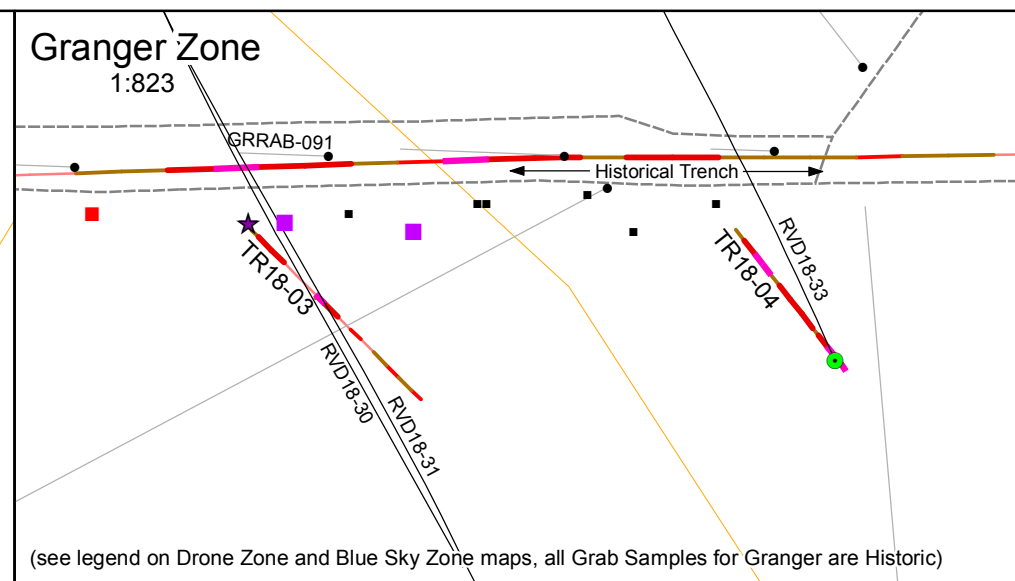 Granger Zone
1:823
GRRAB-091
Historical Trench
TR18-03
TR18-04
RVD18-33
RVD18-30
RVD18-31
(see legend on Drone Zone and Blue Sky Zone maps, all Grab Samples for Granger are Historic)